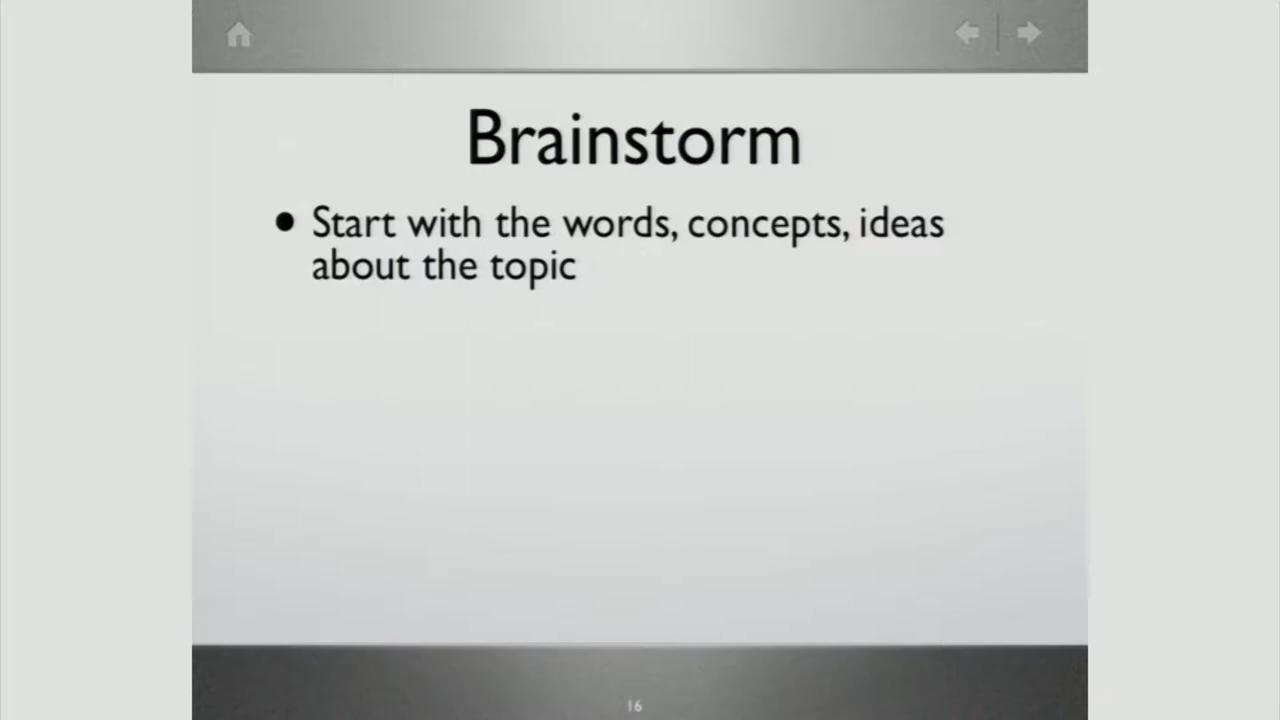 Brainstorm
• Start with the words, concepts, ideas
about the topic
16